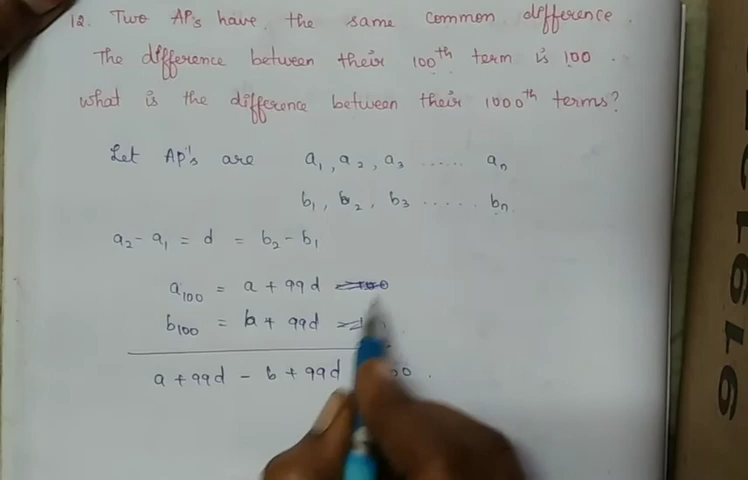 12. Two AP's have the same common difference.
The difference between their 100th term is 100.
what is the difference between their 1000th terms?
Let AP's are a1, a2, a3 ...... an
b1, b2, b3 ...... bn
a2 - a1 = d = b2 - b1
a100 = a + 99d
b100 = b + 99d
a + 99d - b + 99d